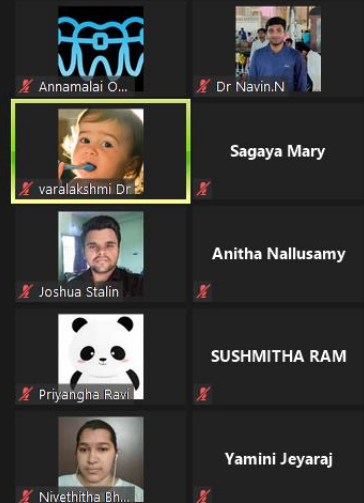 Annamalai O...
Dr Navin.N
varalakshmi Dr
Sagaya Mary
Joshua Stalin
Anitha Nallusamy
Priyangha Ravi
SUSHMITHA RAM
Nivethitha Bh...
Yamini Jeyaraj